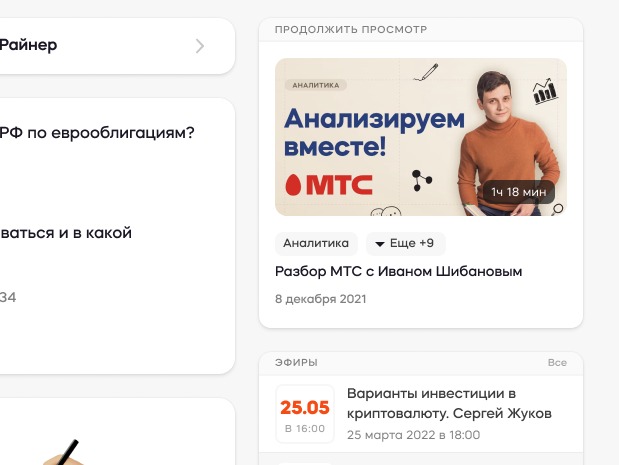 Райнер
РФ по еврооблигациям?
ваться и в какой
34
ПРОДОЛЖИТЬ ПРОСМОТР
АНАЛИТИКА
Анализируем
вместе!
МТС
1ч 18 мин
Аналитика
Еще +9
Разбор МТС с Иваном Шибановым
8 декабря 2021
ЭФИРЫ
Все
25.05
В 16:00
Варианты инвестиции в
криптовалюту. Сергей Жуков
25 марта 2022 в 18:00